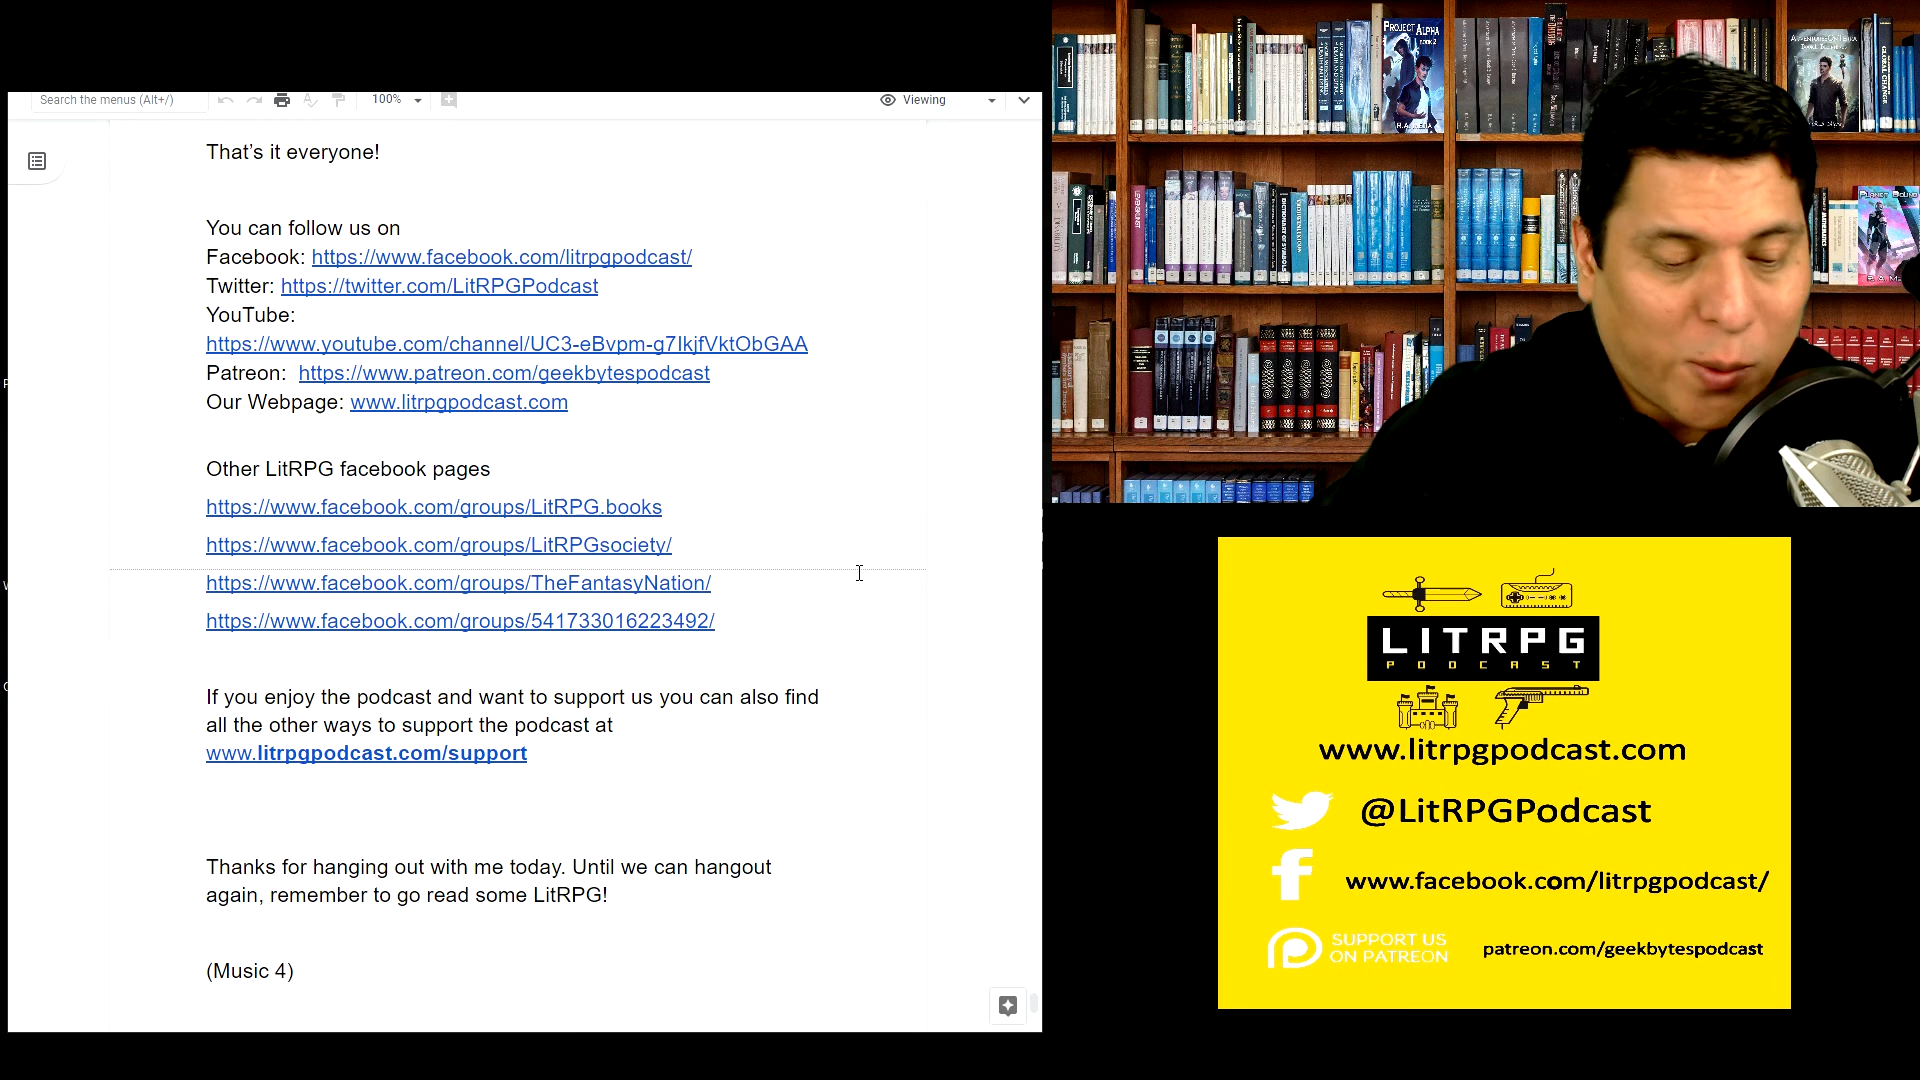 Search the menus (Alt+/)
100%
Viewing
That's it everyone!
You can follow us on
Facebook: https://www.facebook.com/litrpgpodcast/
Twitter: https://twitter.com/LitRPGPodcast
YouTube:
https://www.youtube.com/channel/UC3-eBvpm-g7IkjfVktObGAA
Patreon: https://www.patreon.com/geekbytespodcast
Our Webpage: www.litrpgpodcast.com
Other LitRPG facebook pages
https://www.facebook.com/groups/LitRPG.books
https://www.facebook.com/groups/LitRPGsociety/
https://www.facebook.com/groups/TheFantasyNation/
https://www.facebook.com/groups/541733016223492/
If you enjoy the podcast and want to support us you can also find
all the other ways to support the podcast at
www.litrpgpodcast.com/support
Thanks for hanging out with me today. Until we can hangout
again, remember to go read some LitRPG!
(Music 4)
PROJECT ALPHA
BOOK 2
GLOBAL CHANGE
DICTIONARY OF SYMBOLS
LITRPG
PODCAST
www.litrpgpodcast.com
@LitRPGPodcast
www.facebook.com/litrpgpodcast/
SUPPORT US
ON PATREON
patreon.com/geekbytespodcast